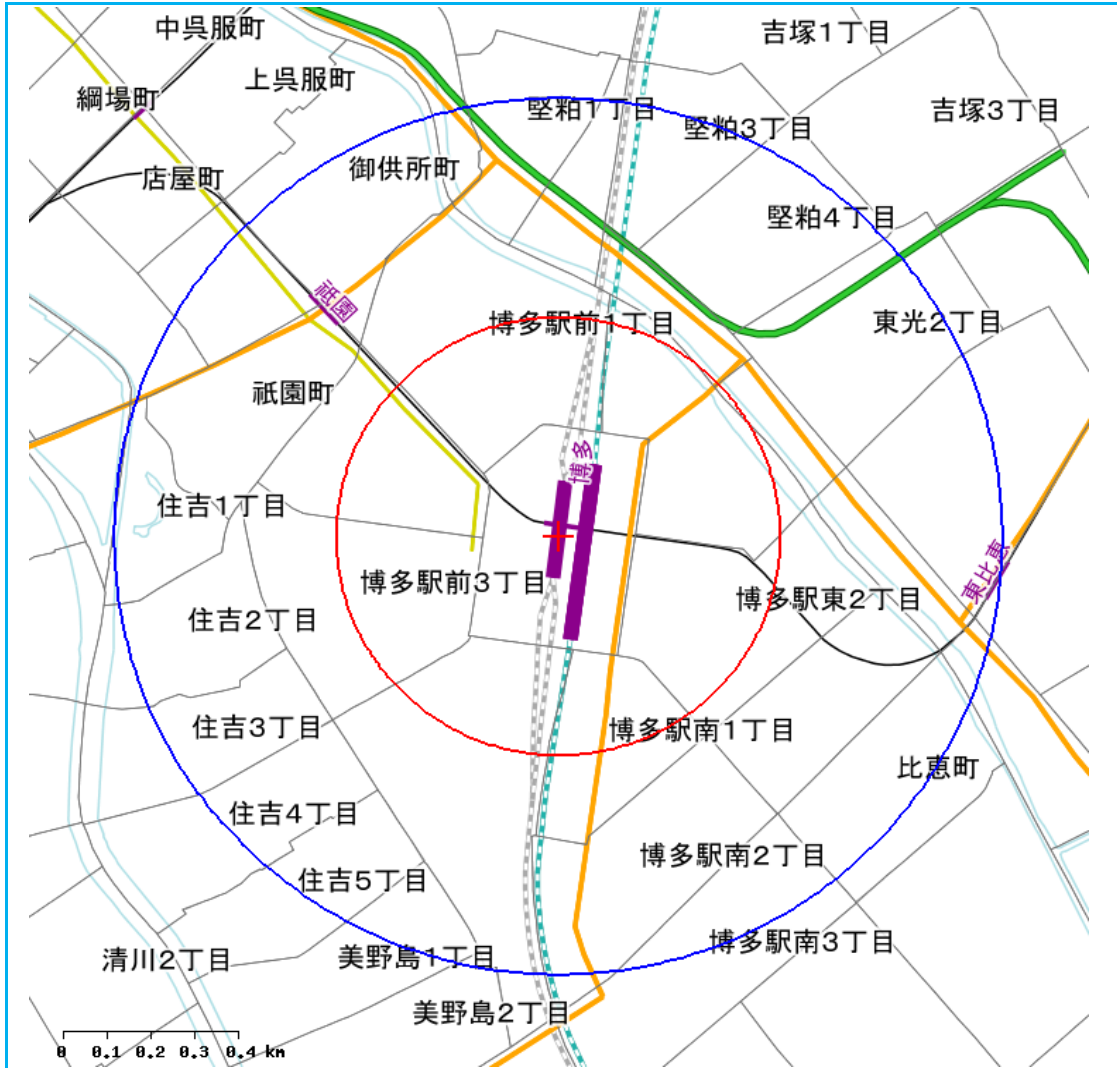 中呉服町
吉塚1丁目
上呉服町
綱場町
堅粕1丁目
吉塚3丁目
堅粕3丁目
御供所町
店屋町
堅粕4丁目
祇園
博多駅前1丁目
東光2丁目
祇園町
博多
住吉1丁目
博多駅前3丁目
東比恵
博多駅東2丁目
住吉2丁目
住吉3丁目
博多駅南1丁目
比恵町
住吉4丁目
博多駅南2丁目
住吉5丁目
博多駅南3丁目
清川2丁目
美野島1丁目
美野島2丁目
0 0.1 0.2 0.3 0.4 km